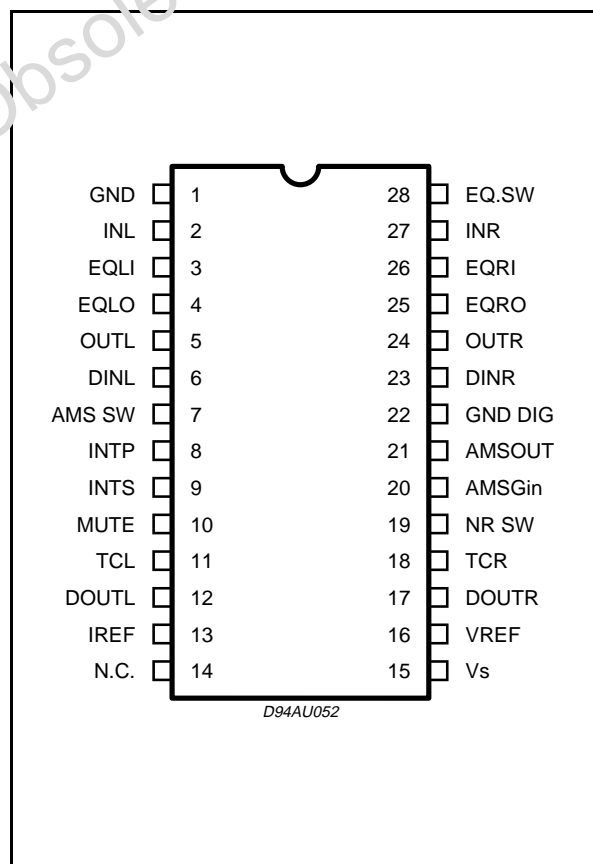 Obsole
GND 1 28 EQ.SW
INL 2 27 INR
EQLI 3 26 EQRI
EQLO 4 25 EQRO
OUTL 5 24 OUTR
DINL 6 23 DINR
AMS SW 7 22 GND DIG
INTP 8 21 AMSOUT
INTS 9 20 AMSGin
MUTE 10 19 NR SW
TCL 11 18 TCR
DOUTL 12 17 DOUTR
IREF 13 16 VREF
N.C. 14 15 Vs
D94AU052